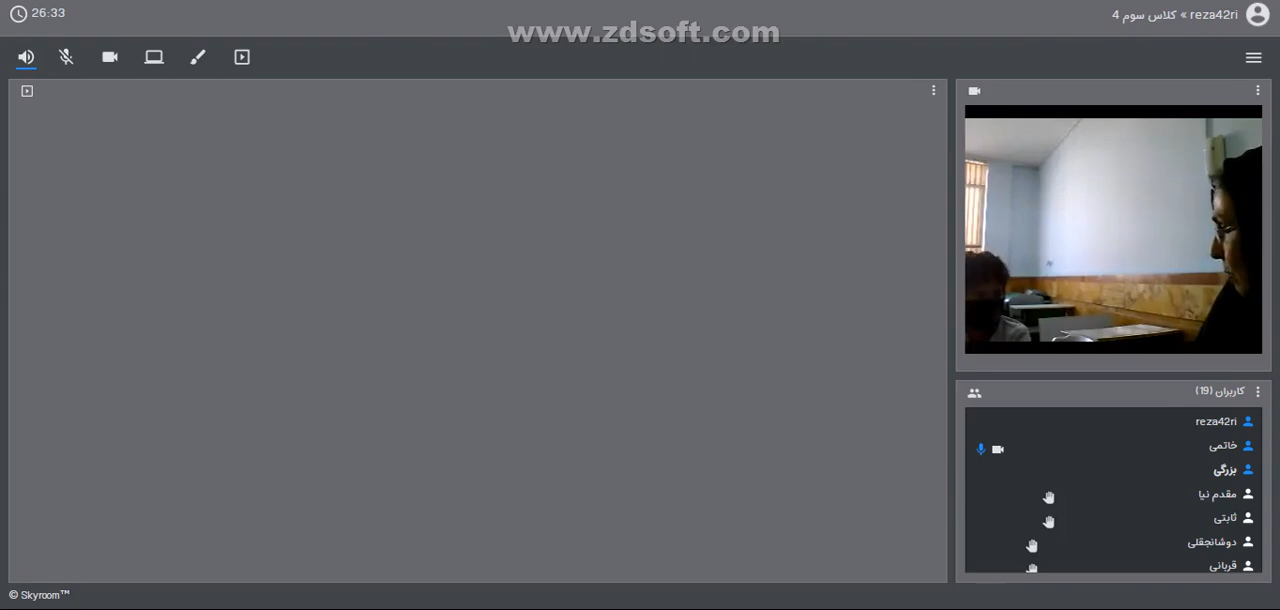 26:33
www.zdsoft.com
reza42ri » کلاس سوم 4
کاربران (19)
reza42ri
خاتمی
بزرگی
مقدم نیا
ثابتی
دوشانجقلی
قربانی
© Skyroom™